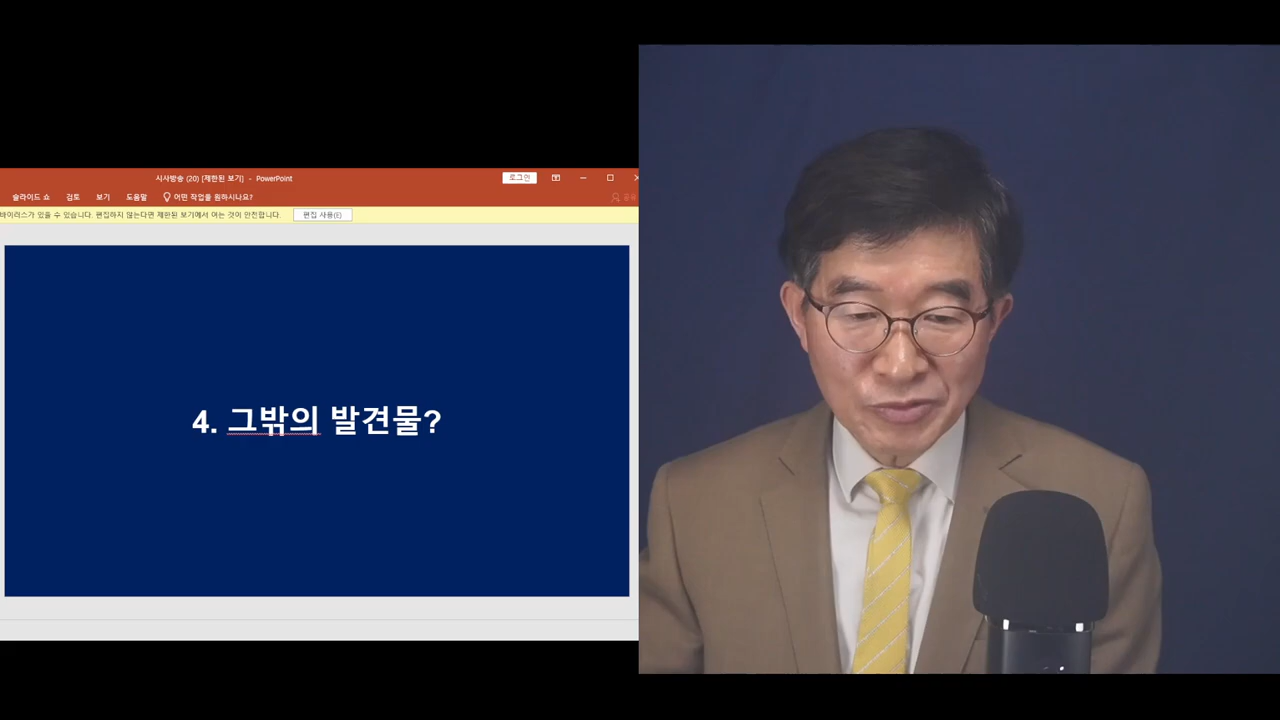 시사방송 (20) [제한된 보기] - PowerPoint
로그인
슬라이드 쇼 검토 보기 도움말 어떤 작업을 원하시나요?
바이러스가 있을 수 있습니다. 편집하지 않는다면 제한된 보기에서 여는 것이 안전합니다. 편집 사용(E)
4. 그밖의 발견물?